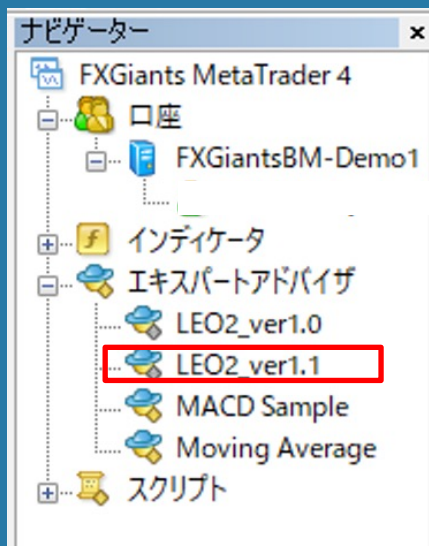 ナビゲーター
FXGiants MetaTrader 4
口座
FXGiantsBM-Demo1
インディケータ
エキスパートアドバイザ
LEO2_ver1.0
LEO2_ver1.1
MACD Sample
Moving Average
スクリプト